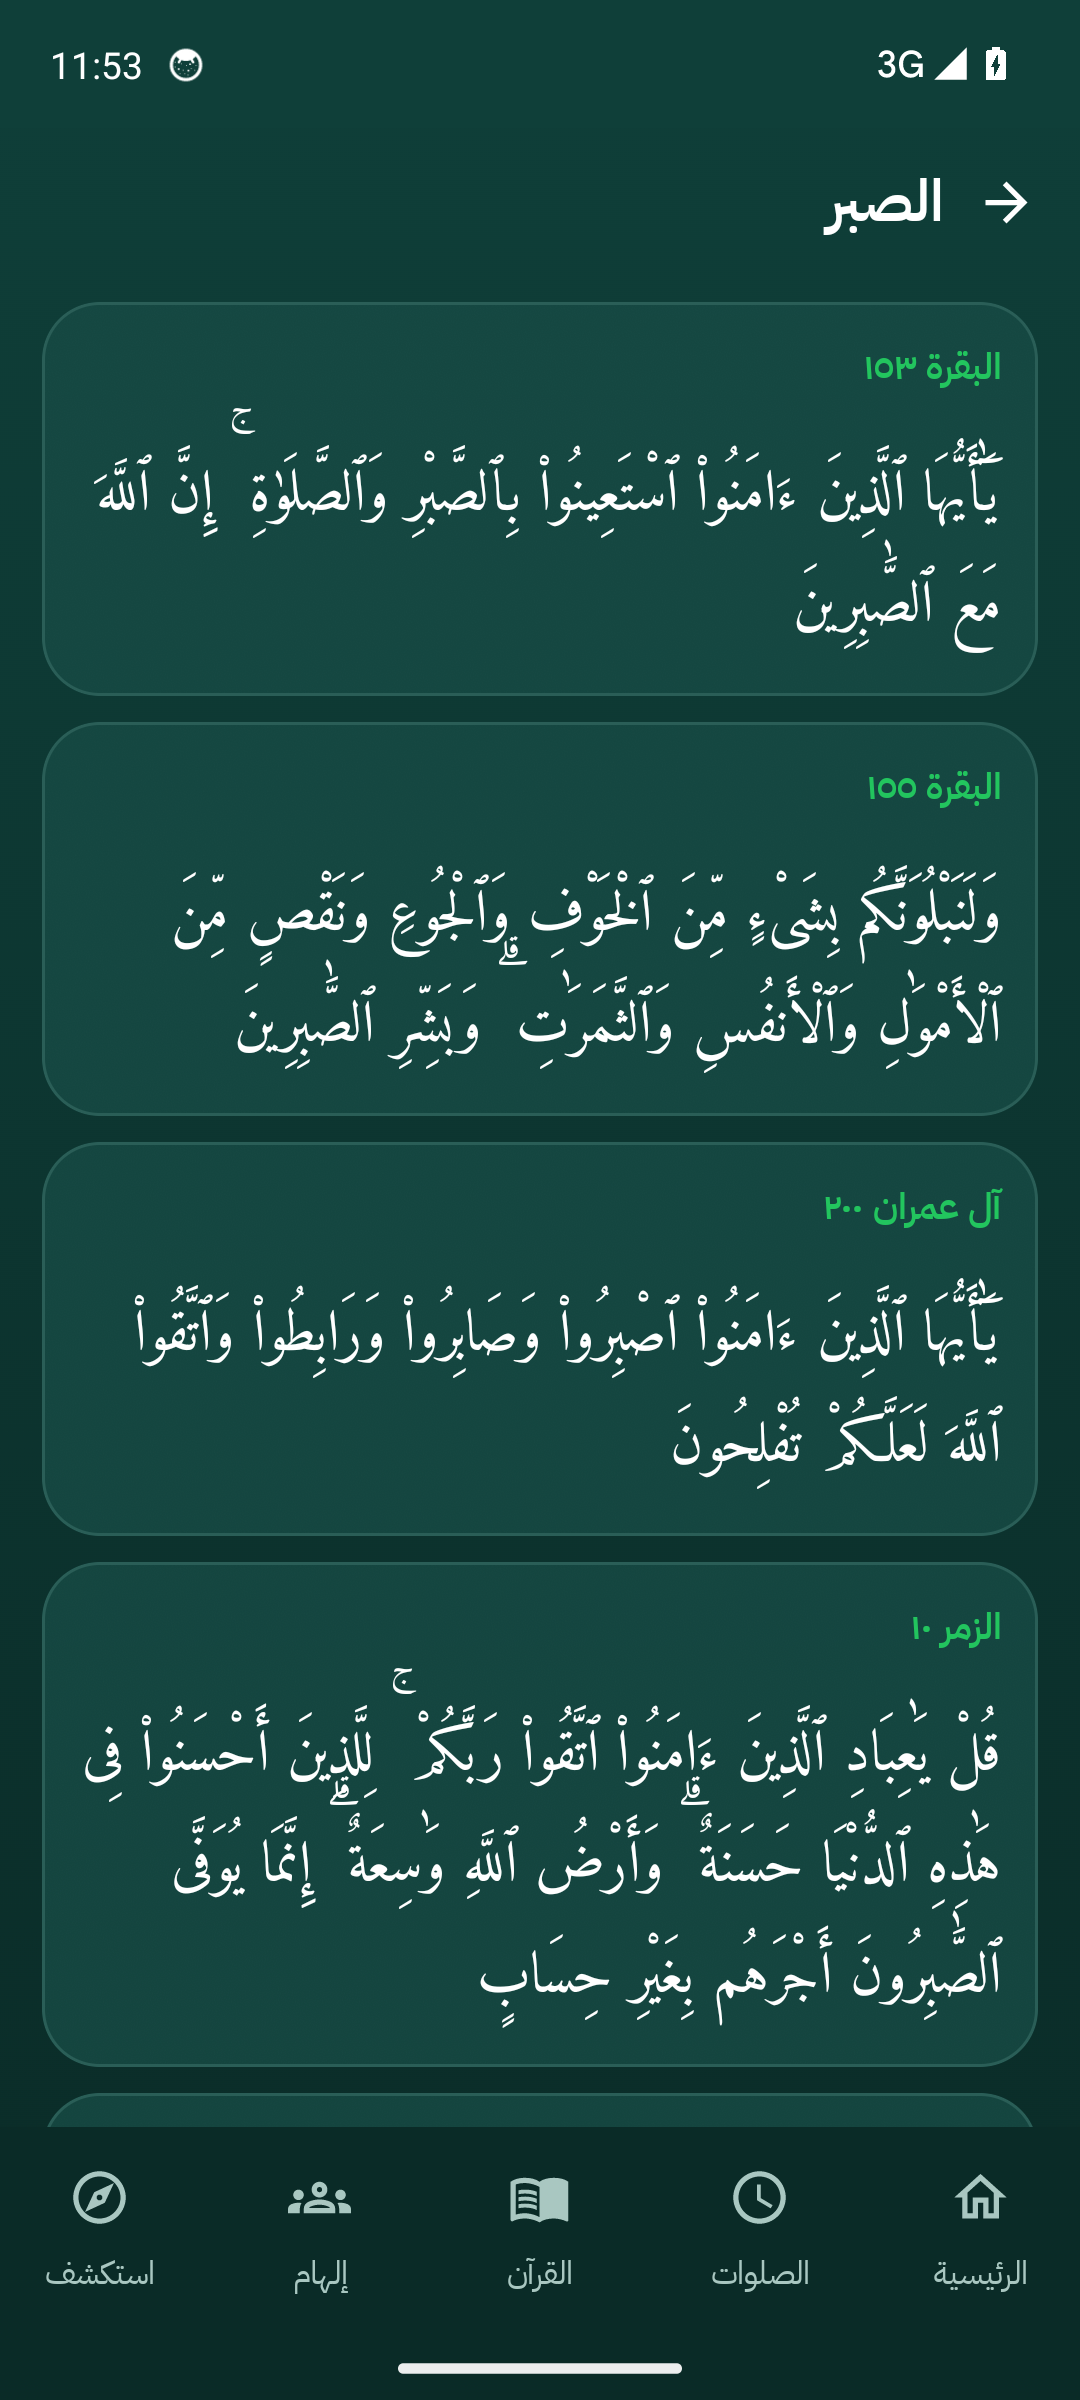 11:53
3G
الصبر
البقرة ١٥٣
يَٰٓأَيُّهَا ٱلَّذِينَ ءَامَنُوا۟ ٱسْتَعِينُوا۟ بِٱلصَّبْرِ وَٱلصَّلَوٰةِ ۚ إِنَّ ٱللَّهَ
مَعَ ٱلصَّٰبِرِينَ
البقرة ١٥٥
وَلَنَبْلُوَنَّكُم بِشَىْءٍ مِّنَ ٱلْخَوْفِ وَٱلْجُوعِ وَنَقْصٍ مِّنَ
ٱلْأَمْوَٰلِ وَٱلْأَنفُسِ وَٱلثَّمَرَٰتِ ۗ وَبَشِّرِ ٱلصَّٰبِرِينَ
آل عمران ٢٠٠
يَٰٓأَيُّهَا ٱلَّذِينَ ءَامَنُوا۟ ٱصْبِرُوا۟ وَصَابِرُوا۟ وَرَابِطُوا۟ وَٱتَّقُوا۟
ٱللَّهَ لَعَلَّكُمْ تُفْلِحُونَ
الزمر ١٠
قُلْ يَٰعِبَادِ ٱلَّذِينَ ءَامَنُوا۟ ٱتَّقُوا۟ رَبَّكُمْ ۚ لِلَّذِينَ أَحْسَنُوا۟ فِى
هَٰذِهِ ٱلدُّنْيَا حَسَنَةٌ ۗ وَأَرْضُ ٱللَّهِ وَٰسِعَةٌ ۗ إِنَّمَا يُوَفَّى
ٱلصَّٰبِرُونَ أَجْرَهُم بِغَيْرِ حِسَابٍ
الرئيسية
الصلوات
القرآن
إلهام
استكشف